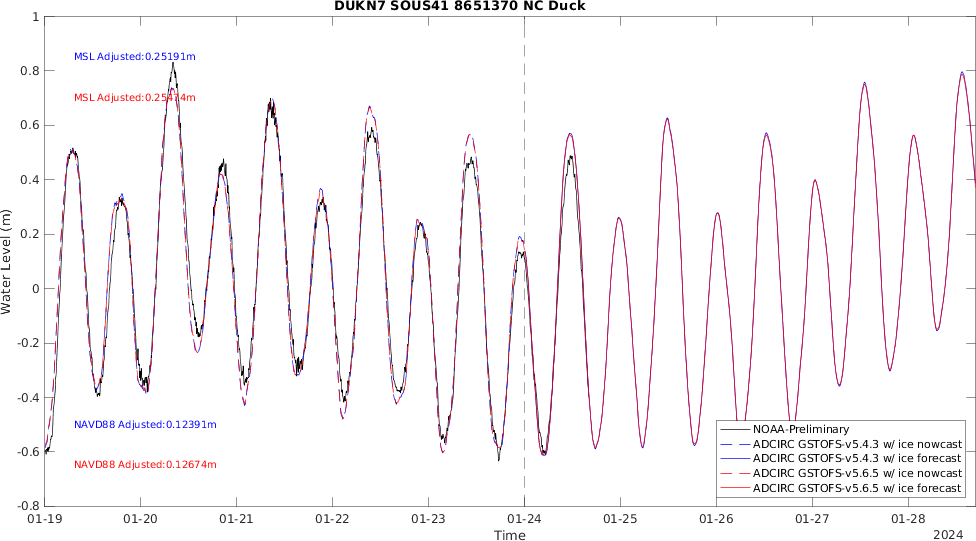 DUKN7 SOUS41 8651370 NC Duck
1
0.8
0.6
0.4
0.2
0
-0.2
-0.4
-0.6
-0.8
Water Level (m)
MSL Adjusted:0.25191m
MSL Adjusted:0.25474m
NAVD88 Adjusted:0.12391m
NAVD88 Adjusted:0.12674m
NOAA-Preliminary
ADCIRC GSTOFS-v5.4.3 w/ ice nowcast
ADCIRC GSTOFS-v5.4.3 w/ ice forecast
ADCIRC GSTOFS-v5.6.5 w/ ice nowcast
ADCIRC GSTOFS-v5.6.5 w/ ice forecast
01-19 01-20 01-21 01-22 01-23 01-24 01-25 01-26 01-27 01-28
Time
2024